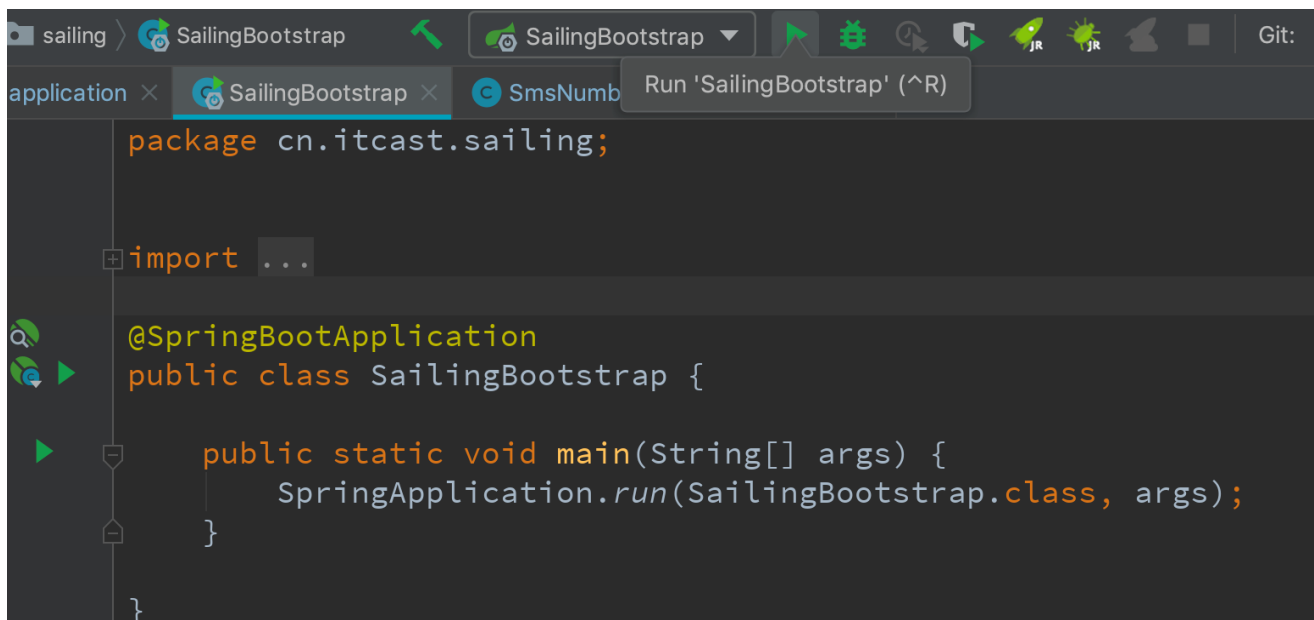 sailing SailingBootstrap SailingBootstrap Git:
application SailingBootstrap SmsNumb Run 'SailingBootstrap' (^R)
package cn.itcast.sailing;
import ...
@SpringBootApplication
public class SailingBootstrap {
public static void main(String[] args) {
SpringApplication.run(SailingBootstrap.class, args);
}
}